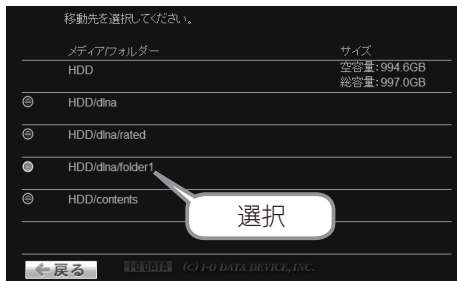 移動先を選択してください。
メディア/フォルダー サイズ
HDD 空容量:994.6GB
総容量:997.0GB
HDD/dlna
HDD/dlna/rated
HDD/dlna/folder1
HDD/contents
選択
戻る I-O DATA (C) I-O DATA DEVICE, INC.